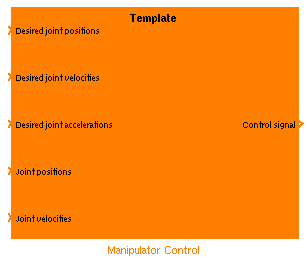 Template
Desired joint positions
Desired joint velocities
Desired joint accelerations
Control signal
Joint positions
Joint velocities
Manipulator Control